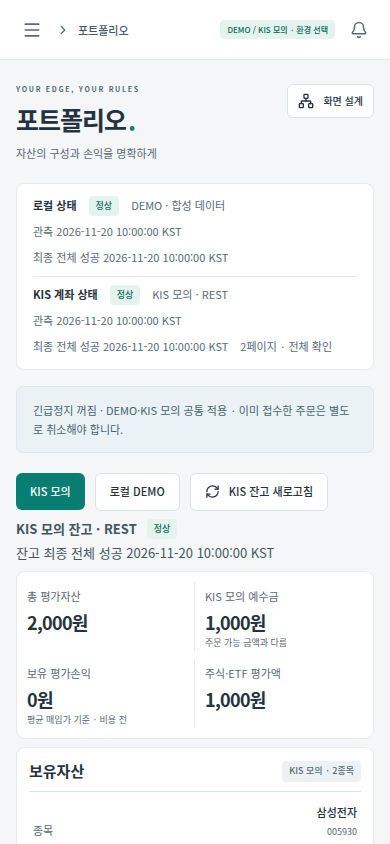 포트폴리오
DEMO / KIS 모의 · 환경 선택
YOUR EDGE, YOUR RULES
포트폴리오.
화면 설계
자산의 구성과 손익을 명확하게
로컬 상태 정상 DEMO · 합성 데이터
관측 2026-11-20 10:00:00 KST
최종 전체 성공 2026-11-20 10:00:00 KST
KIS 계좌 상태 정상 KIS 모의 · REST
관측 2026-11-20 10:00:00 KST
최종 전체 성공 2026-11-20 10:00:00 KST 2페이지 · 전체 확인
긴급정지 꺼짐 · DEMO·KIS 모의 공통 적용 · 이미 접수한 주문은 별도
로 취소해야 합니다.
KIS 모의 로컬 DEMO KIS 잔고 새로고침
KIS 모의 잔고 · REST 정상
잔고 최종 전체 성공 2026-11-20 10:00:00 KST
총 평가자산
2,000원
KIS 모의 예수금
1,000원
주문 가능 금액과 다름
보유 평가손익
0원
평균 매입가 기준 · 비용 전
주식·ETF 평가액
1,000원
보유자산
KIS 모의 · 2종목
종목
삼성전자
005930